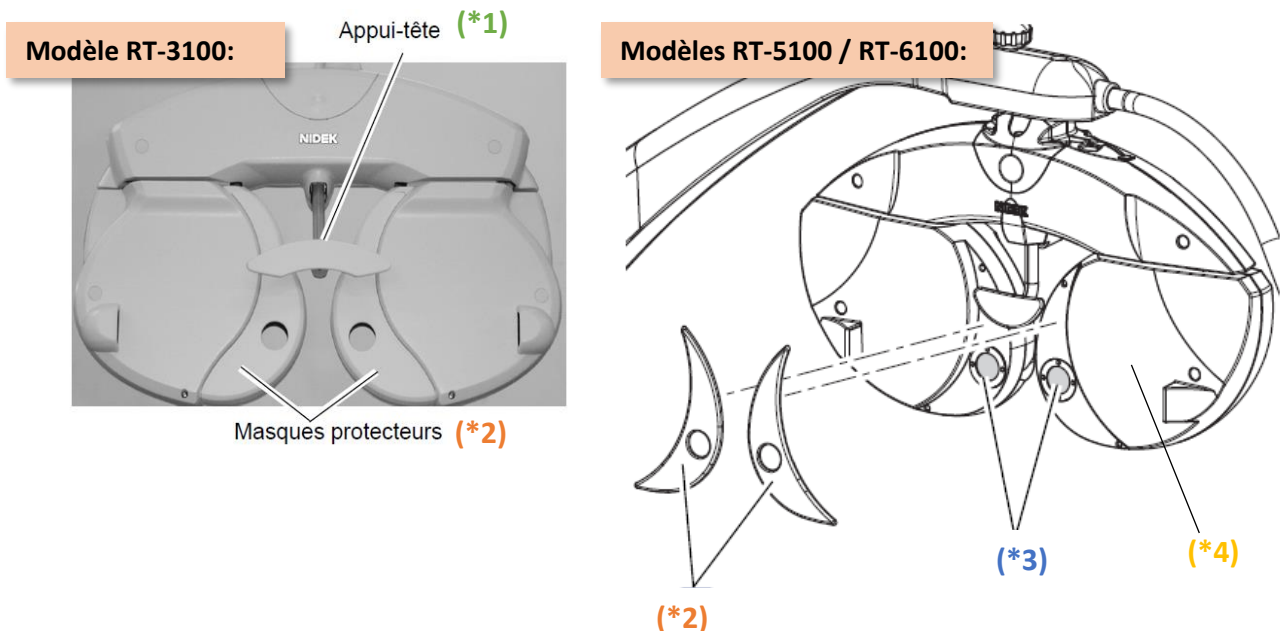 Appui-tête (*1)
Modèle RT-3100:
NIDEK
Masques protecteurs (*2)
Modèles RT-5100 / RT-6100:
NIDEK
(*3)
(*4)
(*2)